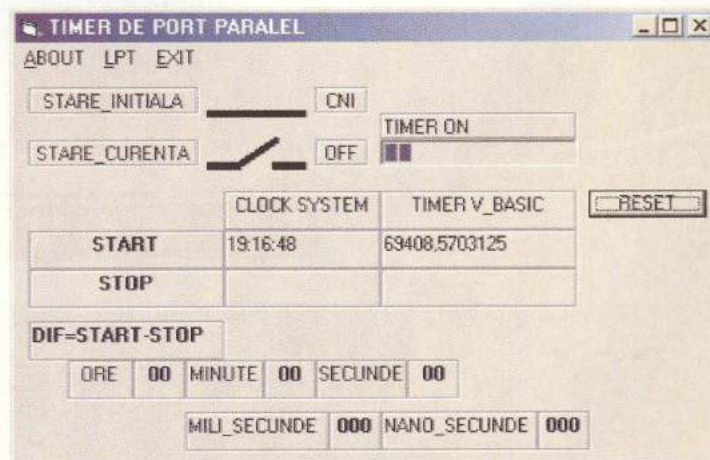 TIMER DE PORT PARALEL
ABOUT LPT EXIT
STARE_INITIALA CNI
TIMER ON
STARE_CURENTA OFF
CLOCK SYSTEM TIMER V_BASIC RESET
START 19:16:48 69408,5703125
STOP
DIF=START-STOP
ORE 00 MINUTE 00 SECUNDE 00
MILI_SECUNDE 000 NANO_SECUNDE 000